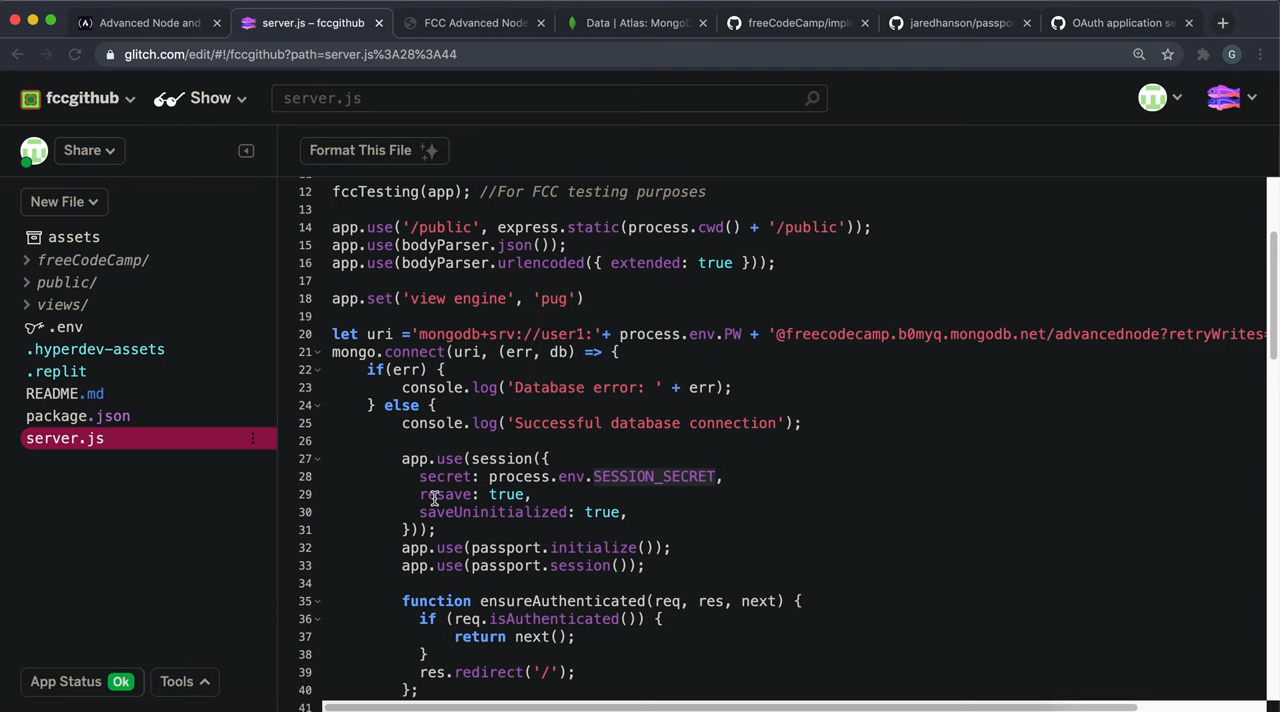 Advanced Node and
server.js – fccgithub
FCC Advanced Node
Data | Atlas: MongoD
freeCodeCamp/imple
jaredhanson/passpo
OAuth application se
glitch.com/edit/#!/fccgithub?path=server.js%3A28%3A44
G
fccgithub
Show
server.js
Share
Format This File
New File
assets
freeCodeCamp/
public/
views/
.env
.hyperdev-assets
.replit
README.md
package.json
server.js
App Status Ok
Tools
12 fccTesting(app); //For FCC testing purposes
13
14 app.use('/public', express.static(process.cwd() + '/public'));
15 app.use(bodyParser.json());
16 app.use(bodyParser.urlencoded({ extended: true }));
17
18 app.set('view engine', 'pug')
19
20 let uri ='mongodb+srv://user1:'+ process.env.PW + '@freecodecamp.b0myq.mongodb.net/advancednode?retryWrites=
21 mongo.connect(uri, (err, db) => {
22 if(err) {
23 console.log('Database error: ' + err);
24 } else {
25 console.log('Successful database connection');
26
27 app.use(session({
28 secret: process.env.SESSION_SECRET,
29 resave: true,
30 saveUninitialized: true,
31 }));
32 app.use(passport.initialize());
33 app.use(passport.session());
34
35 function ensureAuthenticated(req, res, next) {
36 if (req.isAuthenticated()) {
37 return next();
38 }
39 res.redirect('/');
40 };
41